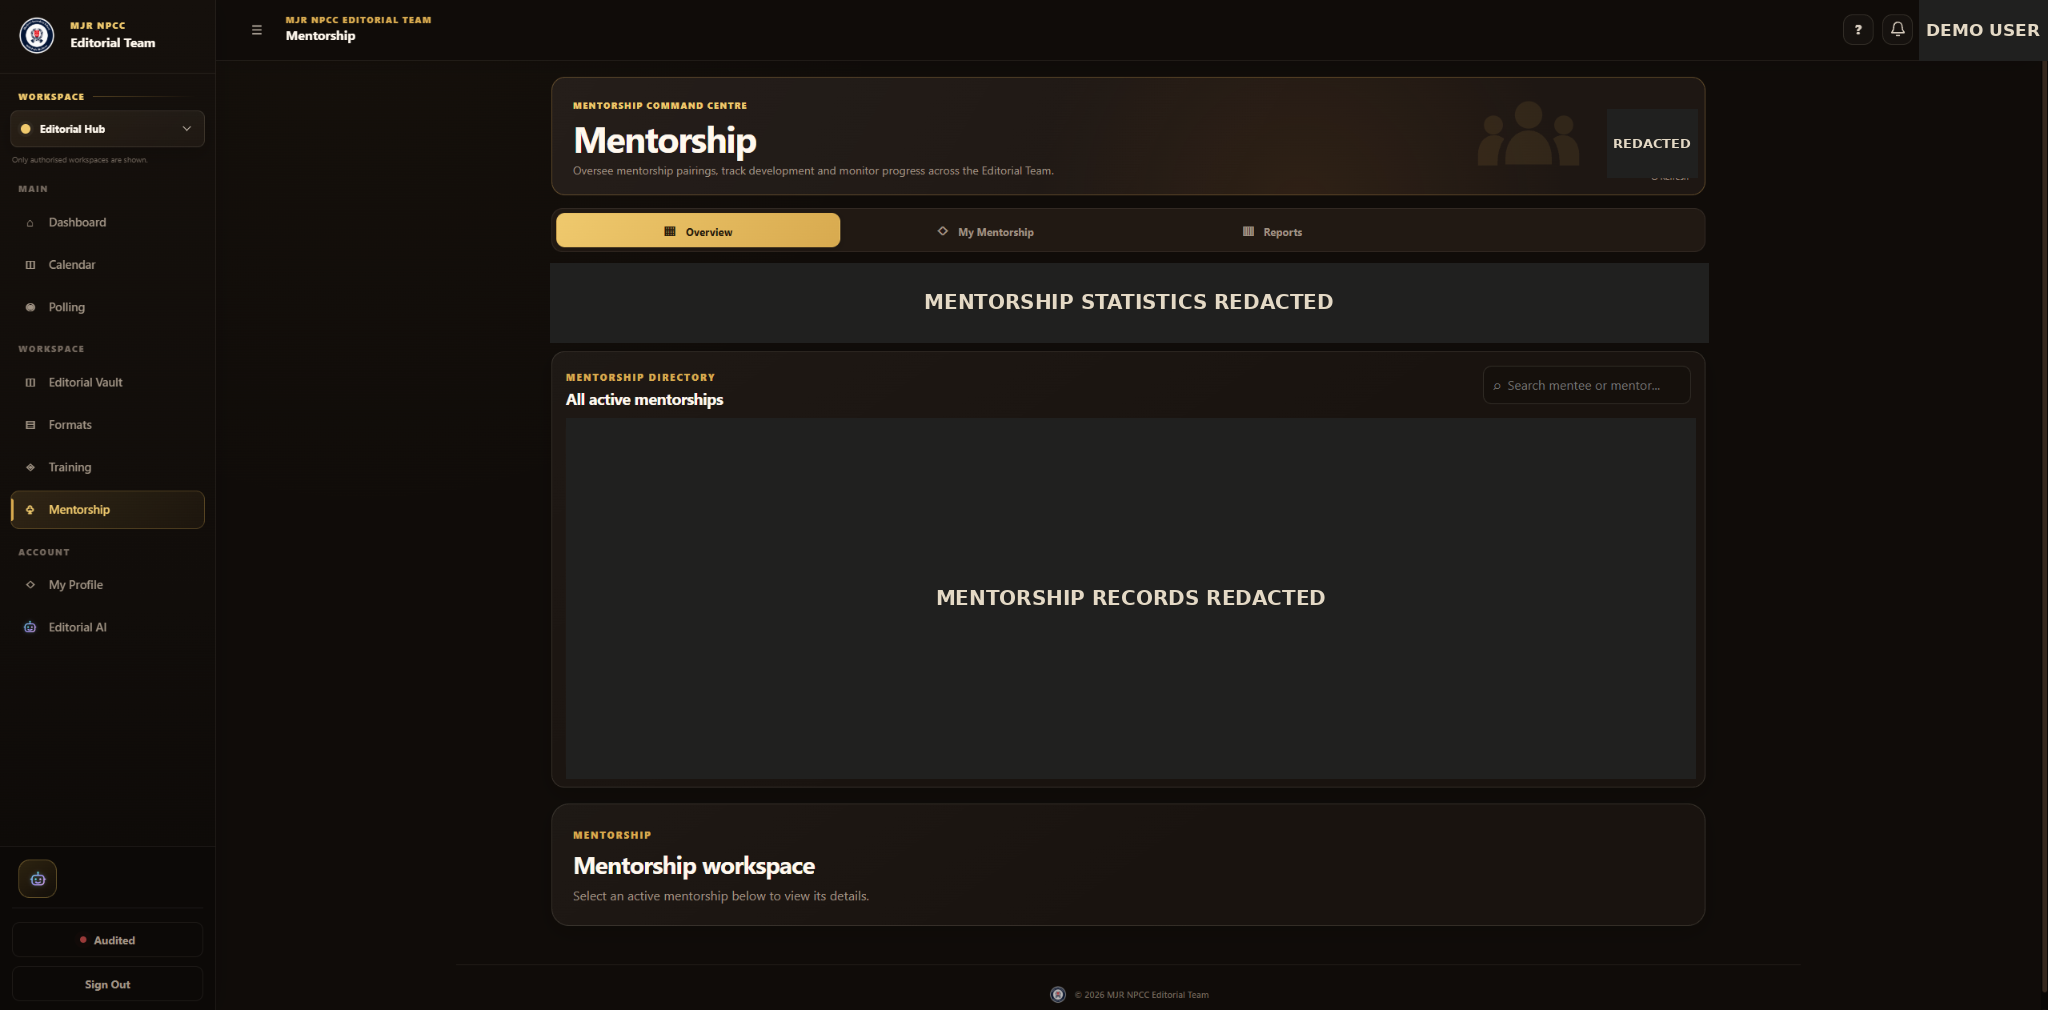 MJR NPCC
Editorial Team
WORKSPACE
Editorial Hub
Only authorised workspaces are shown.
MAIN
Dashboard
Calendar
Polling
WORKSPACE
Editorial Vault
Formats
Training
Mentorship
ACCOUNT
My Profile
Editorial AI
Audited
Sign Out
MJR NPCC EDITORIAL TEAM
Mentorship
?
DEMO USER
MENTORSHIP COMMAND CENTRE
Mentorship
Oversee mentorship pairings, track development and monitor progress across the Editorial Team.
REDACTED
Overview
My Mentorship
Reports
MENTORSHIP STATISTICS REDACTED
MENTORSHIP DIRECTORY
All active mentorships
Search mentee or mentor...
MENTORSHIP RECORDS REDACTED
MENTORSHIP
Mentorship workspace
Select an active mentorship below to view its details.
© 2026 MJR NPCC Editorial Team